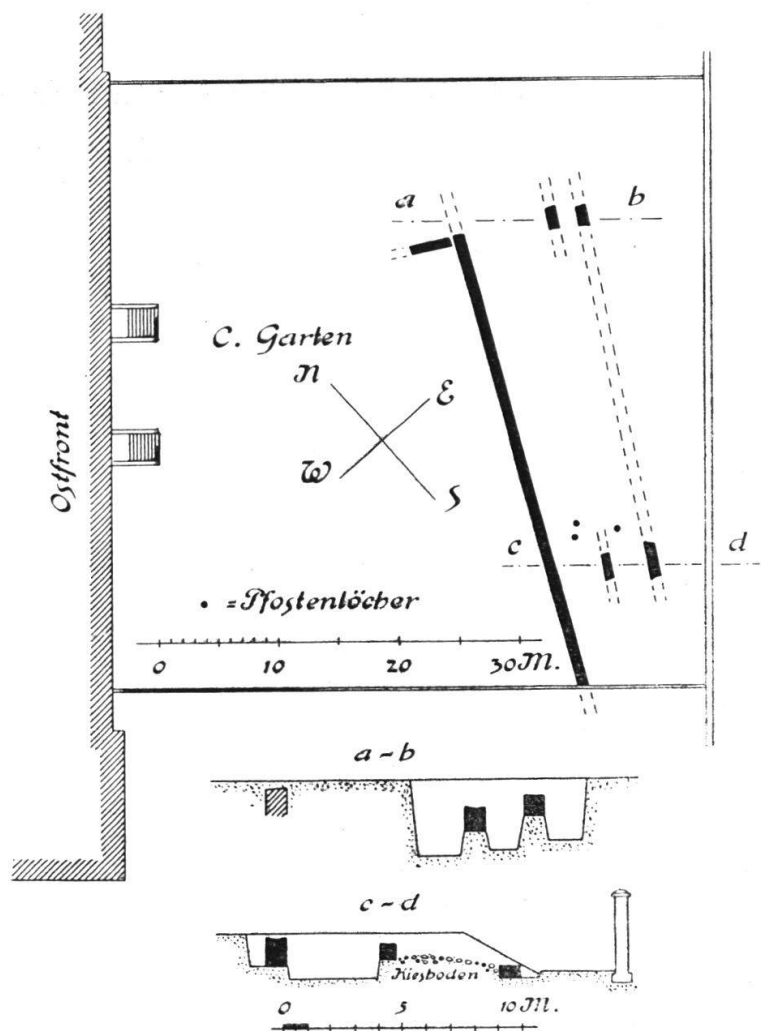 a b
C. Garten
N
E
Ostfront
W
S
c d
• = Pfostenlöcher
0 10 20 30 M.
a - b
c - d
Kiesboden
0 5 10 M.